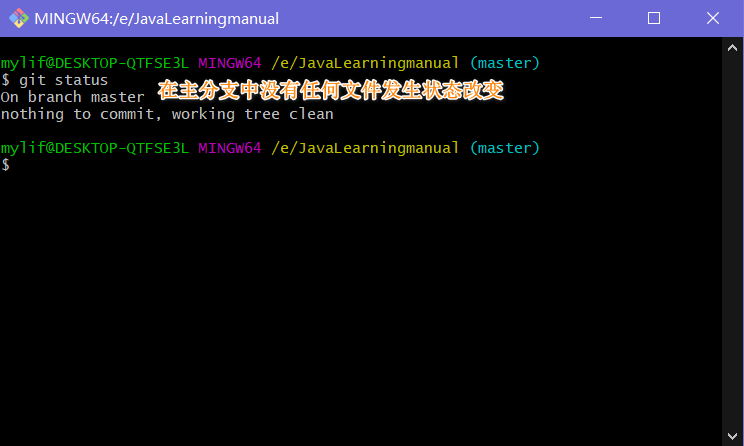 MINGW64:/e/JavaLearningmanual
mylif@DESKTOP-QTFSE3L MINGW64 /e/JavaLearningmanual (master)
$ git status
On branch master
在主分支中没有任何文件发生状态改变
nothing to commit, working tree clean
mylif@DESKTOP-QTFSE3L MINGW64 /e/JavaLearningmanual (master)
$